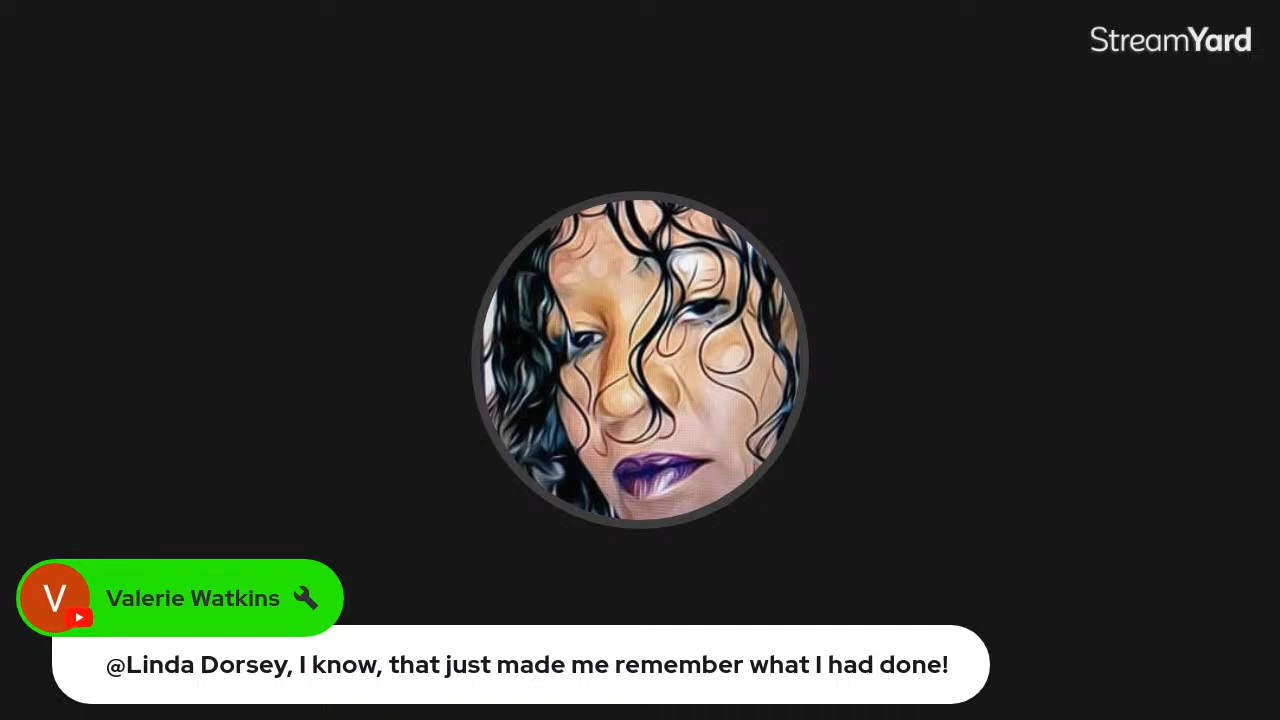 StreamYard
V
Valerie Watkins
@Linda Dorsey, I know, that just made me remember what I had done!